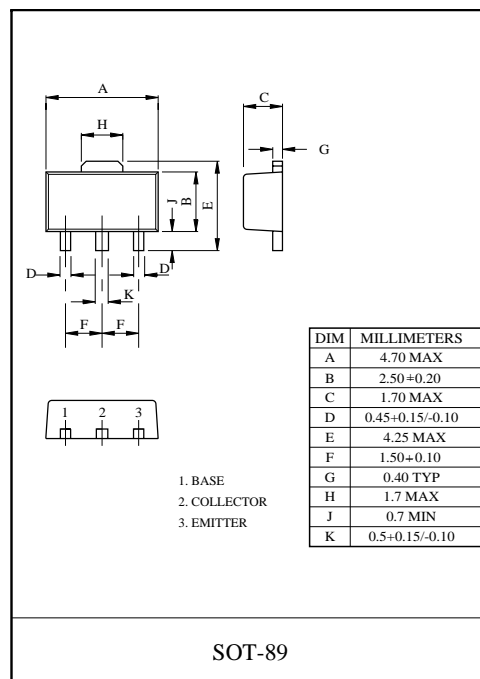 A
H
C
G
J
B
E
D
D
K
F F
DIM MILLIMETERS
A 4.70 MAX
B 2.50±0.20
C 1.70 MAX
D 0.45+0.15/-0.10
E 4.25 MAX
F 1.50±0.10
G 0.40 TYP
H 1.7 MAX
J 0.7 MIN
K 0.5+0.15/-0.10
1 2 3
1. BASE
2. COLLECTOR
3. EMITTER
SOT-89